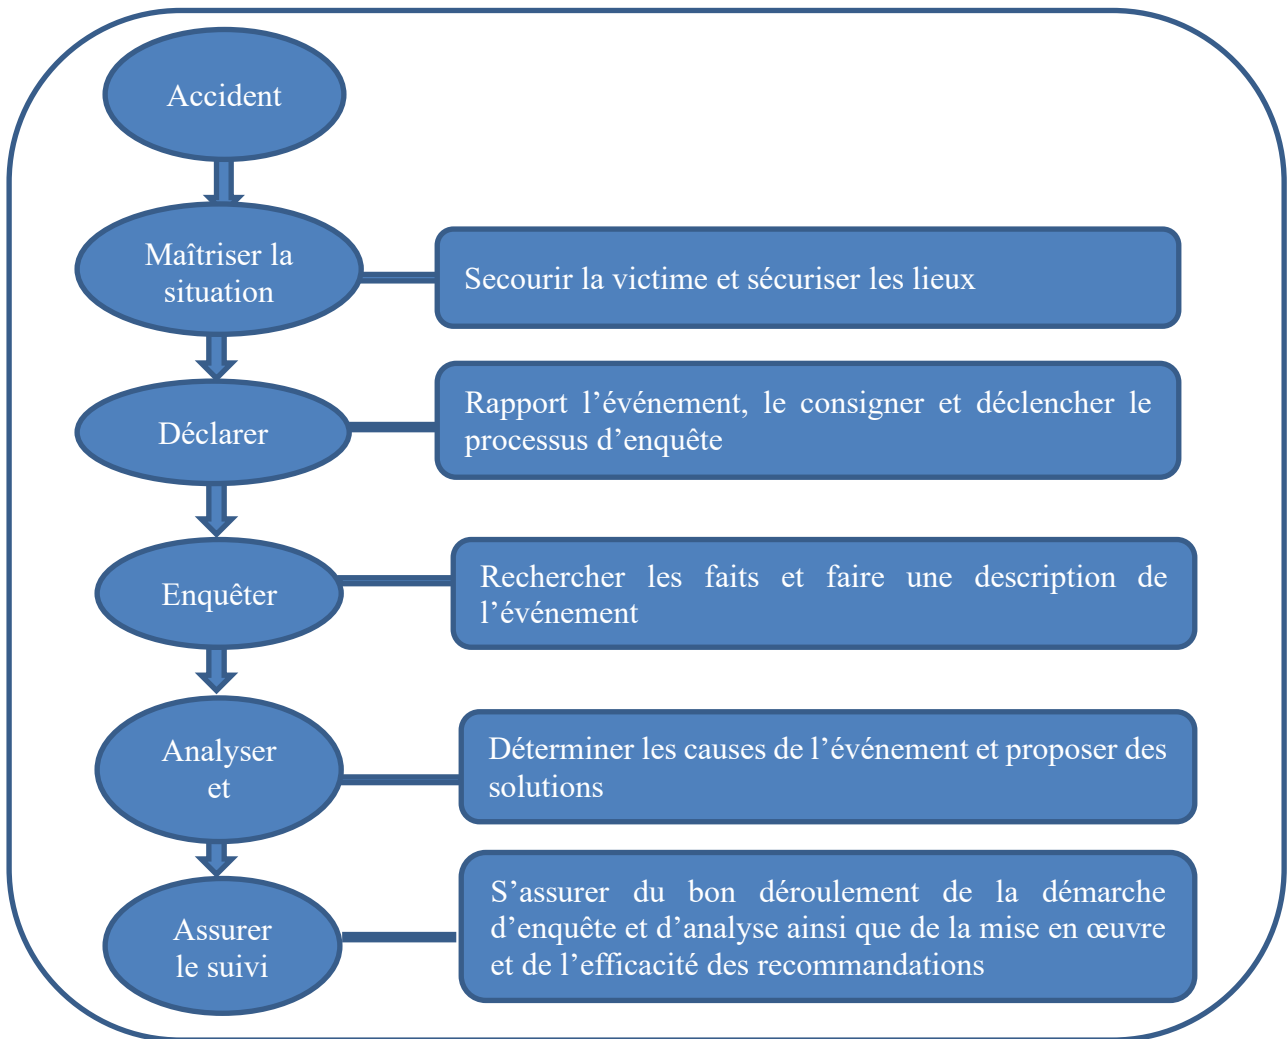 Accident
Maîtriser la
situation
Secourir la victime et sécuriser les lieux
Déclarer
Rapport l’événement, le consigner et déclencher le
processus d’enquête
Enquêter
Rechercher les faits et faire une description de
l’événement
Analyser
et
Déterminer les causes de l’événement et proposer des
solutions
Assurer
le suivi
S’assurer du bon déroulement de la démarche
d’enquête et d’analyse ainsi que de la mise en œuvre
et de l’efficacité des recommandations